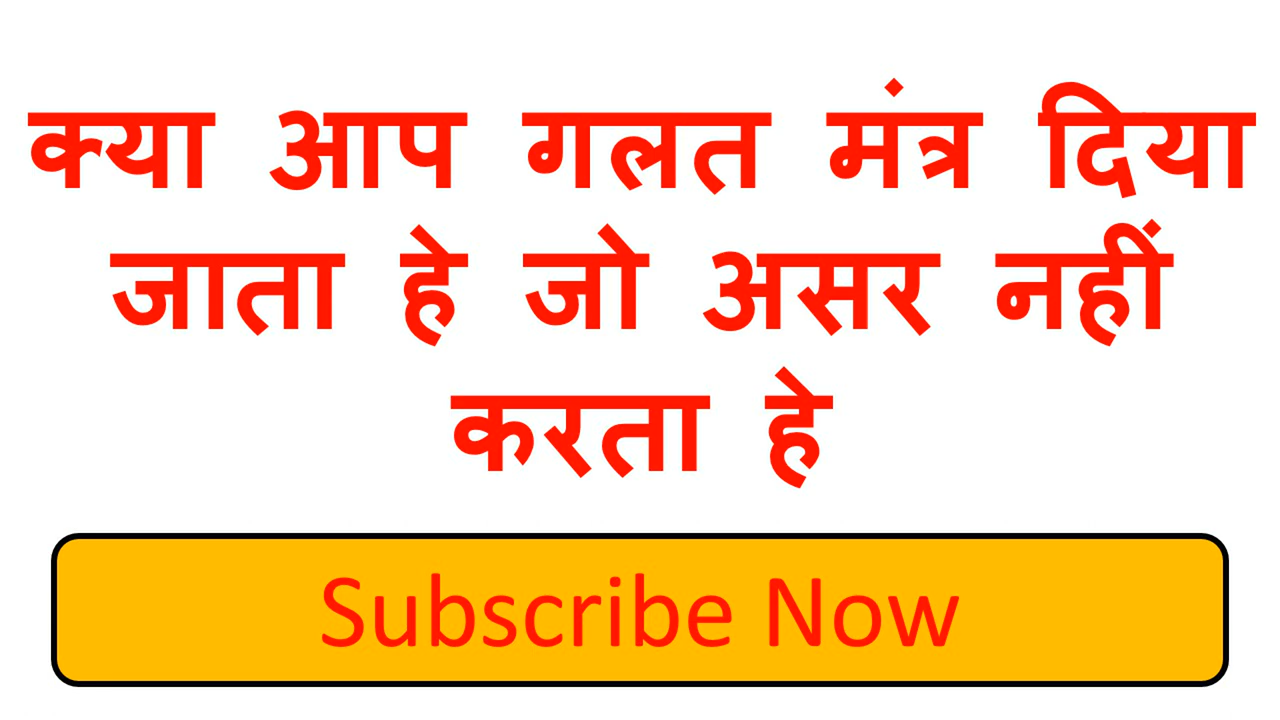 क्या आप गलत मंत्र दिया
जाता हे जो असर नहीं
करता हे
Subscribe Now